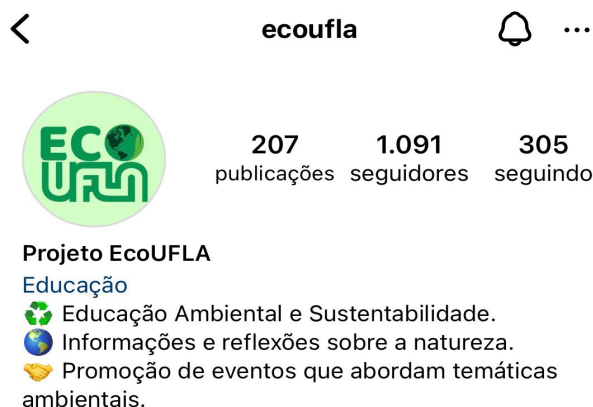 ecoufla
ECO
UFLA
207 1.091 305
publicações seguidores seguindo
Projeto EcoUFLA
Educação
♻️ Educação Ambiental e Sustentabilidade.
🌎 Informações e reflexões sobre a natureza.
🤝 Promoção de eventos que abordam temáticas
ambientais.